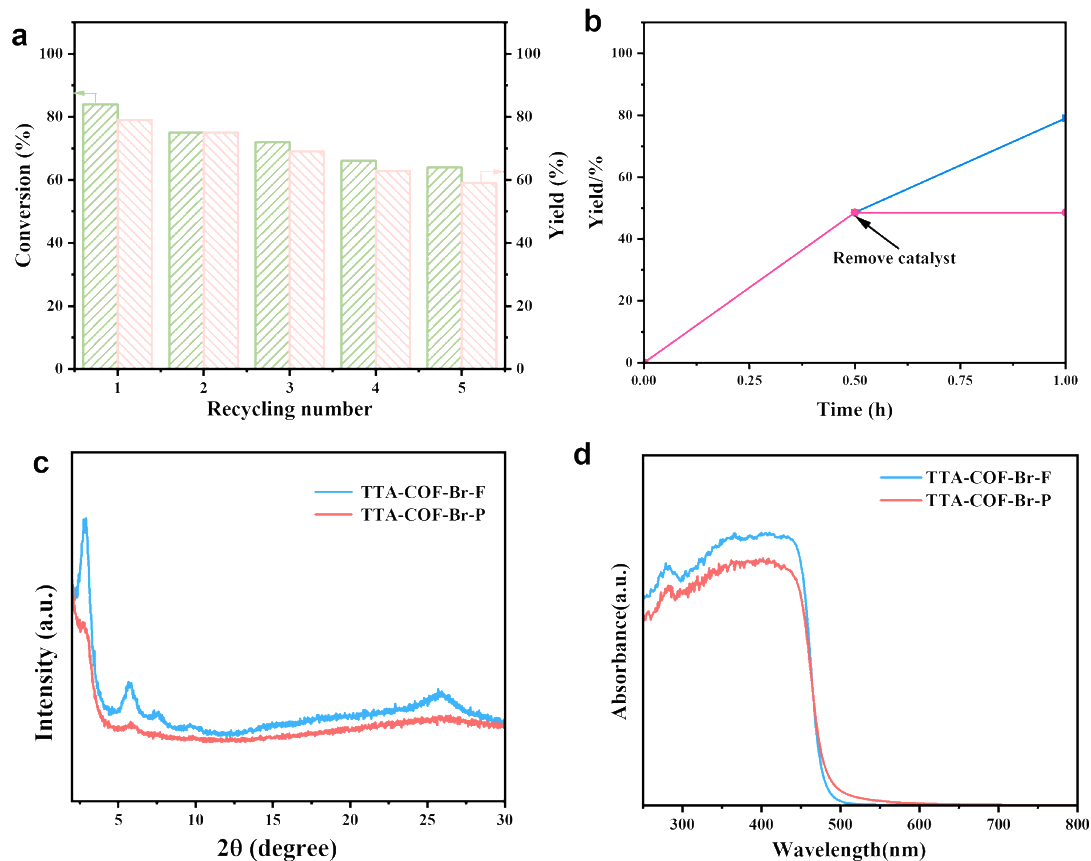 a
100
80
60
40
20
0
Conversion (%)
100
80
60
40
20
0
Yield (%)
1 2 3 4 5
Recycling number
b
100
80
60
40
20
0
Yield/%
Remove catalyst
0.00 0.25 0.50 0.75 1.00
Time (h)
c
TTA-COF-Br-F
TTA-COF-Br-P
Intensity (a.u.)
5 10 15 20 25 30
2θ (degree)
d
TTA-COF-Br-F
TTA-COF-Br-P
Absorbance(a.u.)
300 400 500 600 700 800
Wavelength(nm)